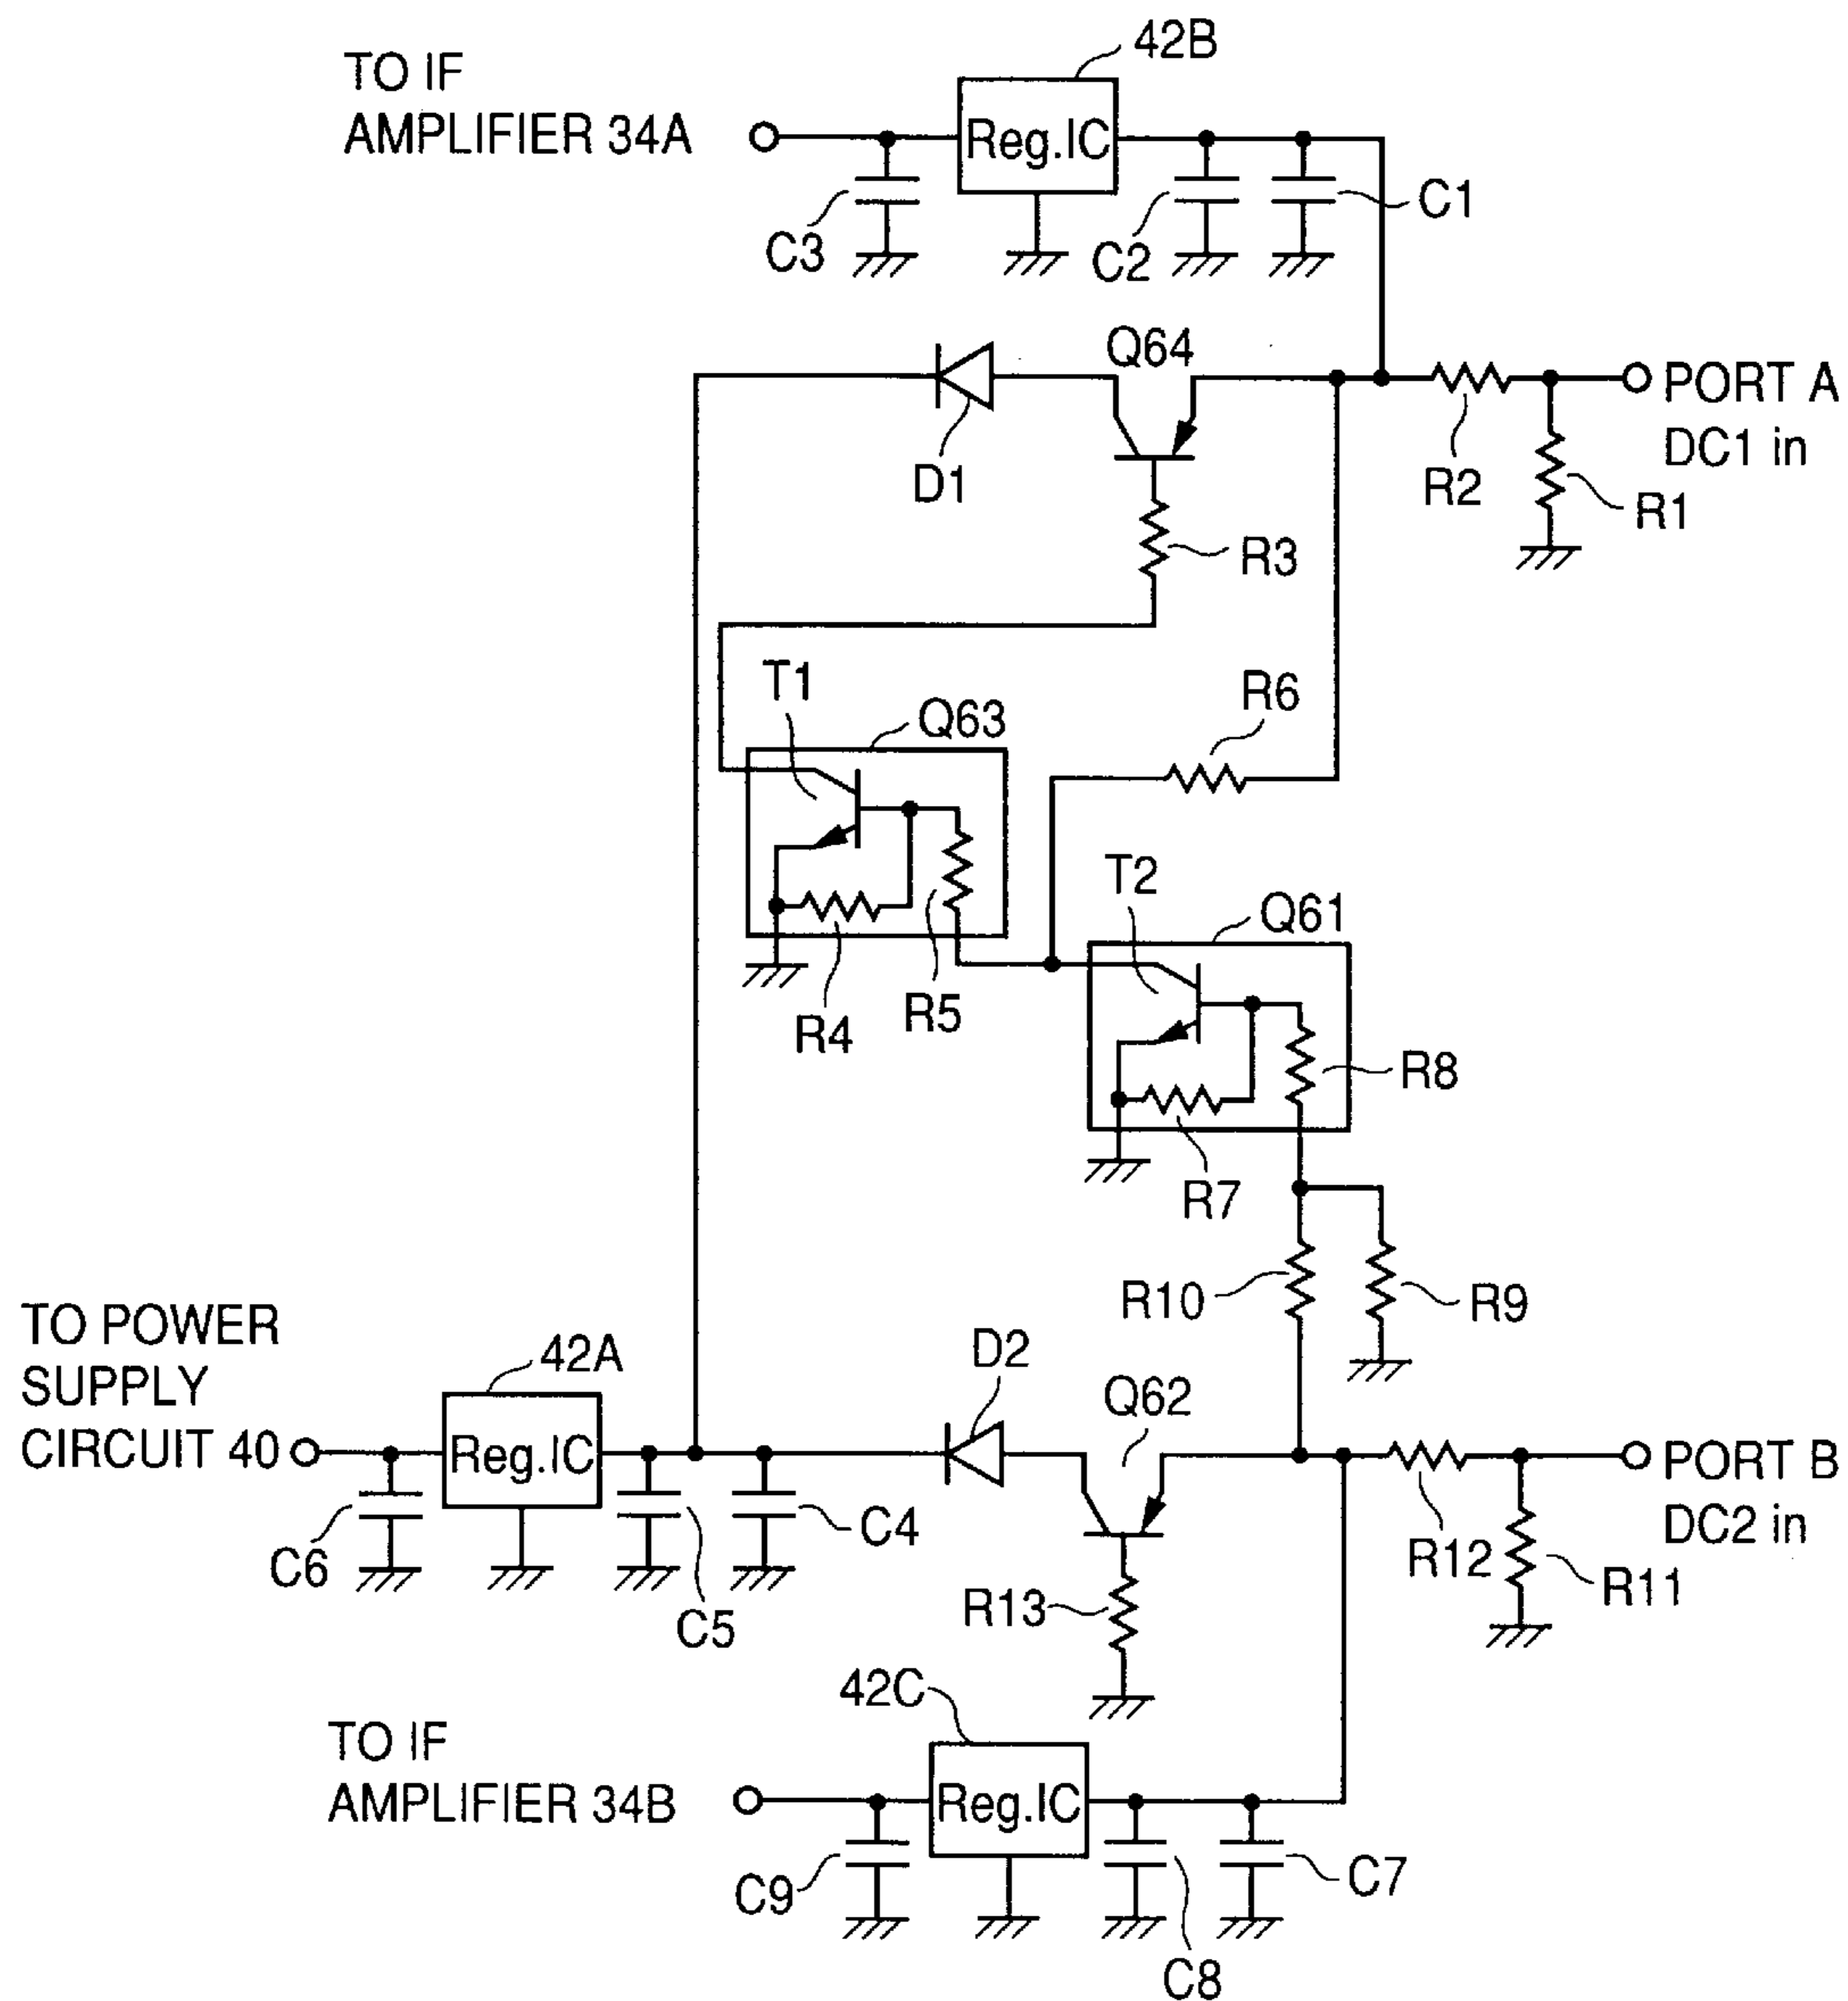 TO IF
AMPLIFIER 34A
42B
Reg.IC
C3
C2
C1
Q64
D1
PORT A
DC1 in
R2
R1
R3
T1
Q63
R6
R4
R5
T2
Q61
R8
R7
R10
R9
TO POWER
SUPPLY
CIRCUIT 40
42A
Reg.IC
D2
Q62
C6
C5
C4
PORT B
DC2 in
R12
R11
R13
42C
TO IF
AMPLIFIER 34B
Reg.IC
C9
C8
C7